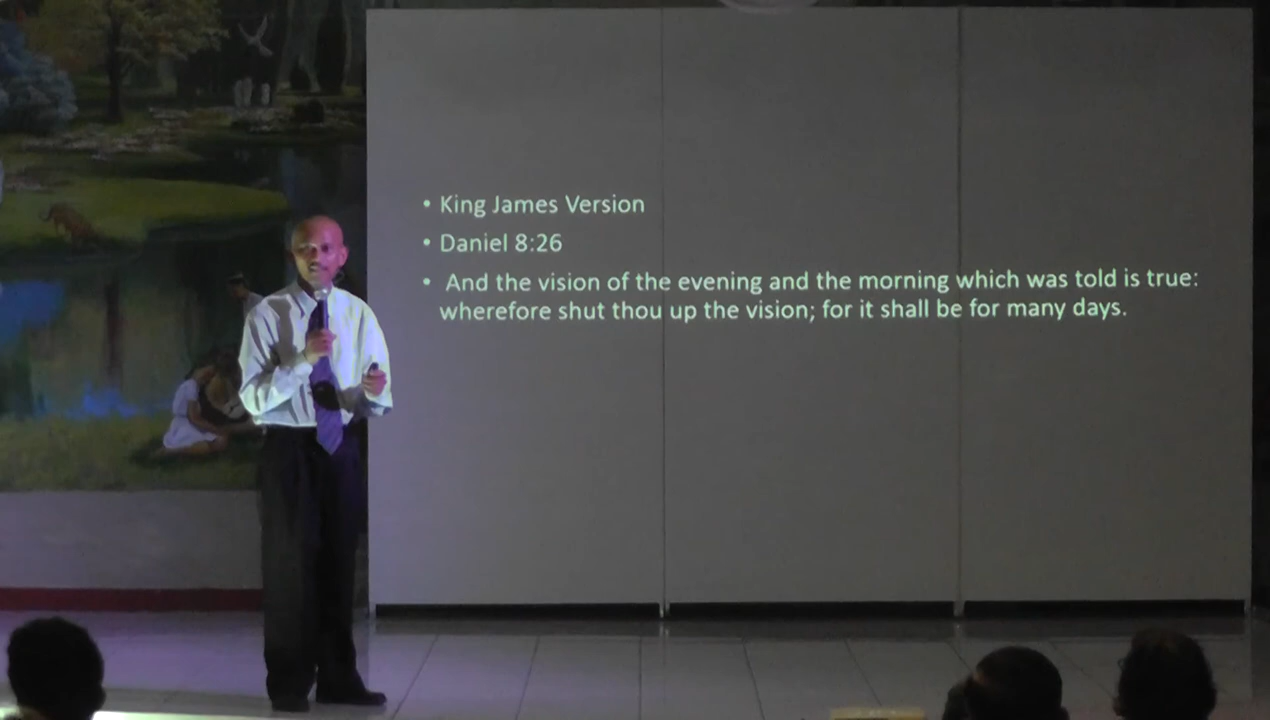 • King James Version
• Daniel 8:26
• And the vision of the evening and the morning which was told is true:
wherefore shut thou up the vision; for it shall be for many days.